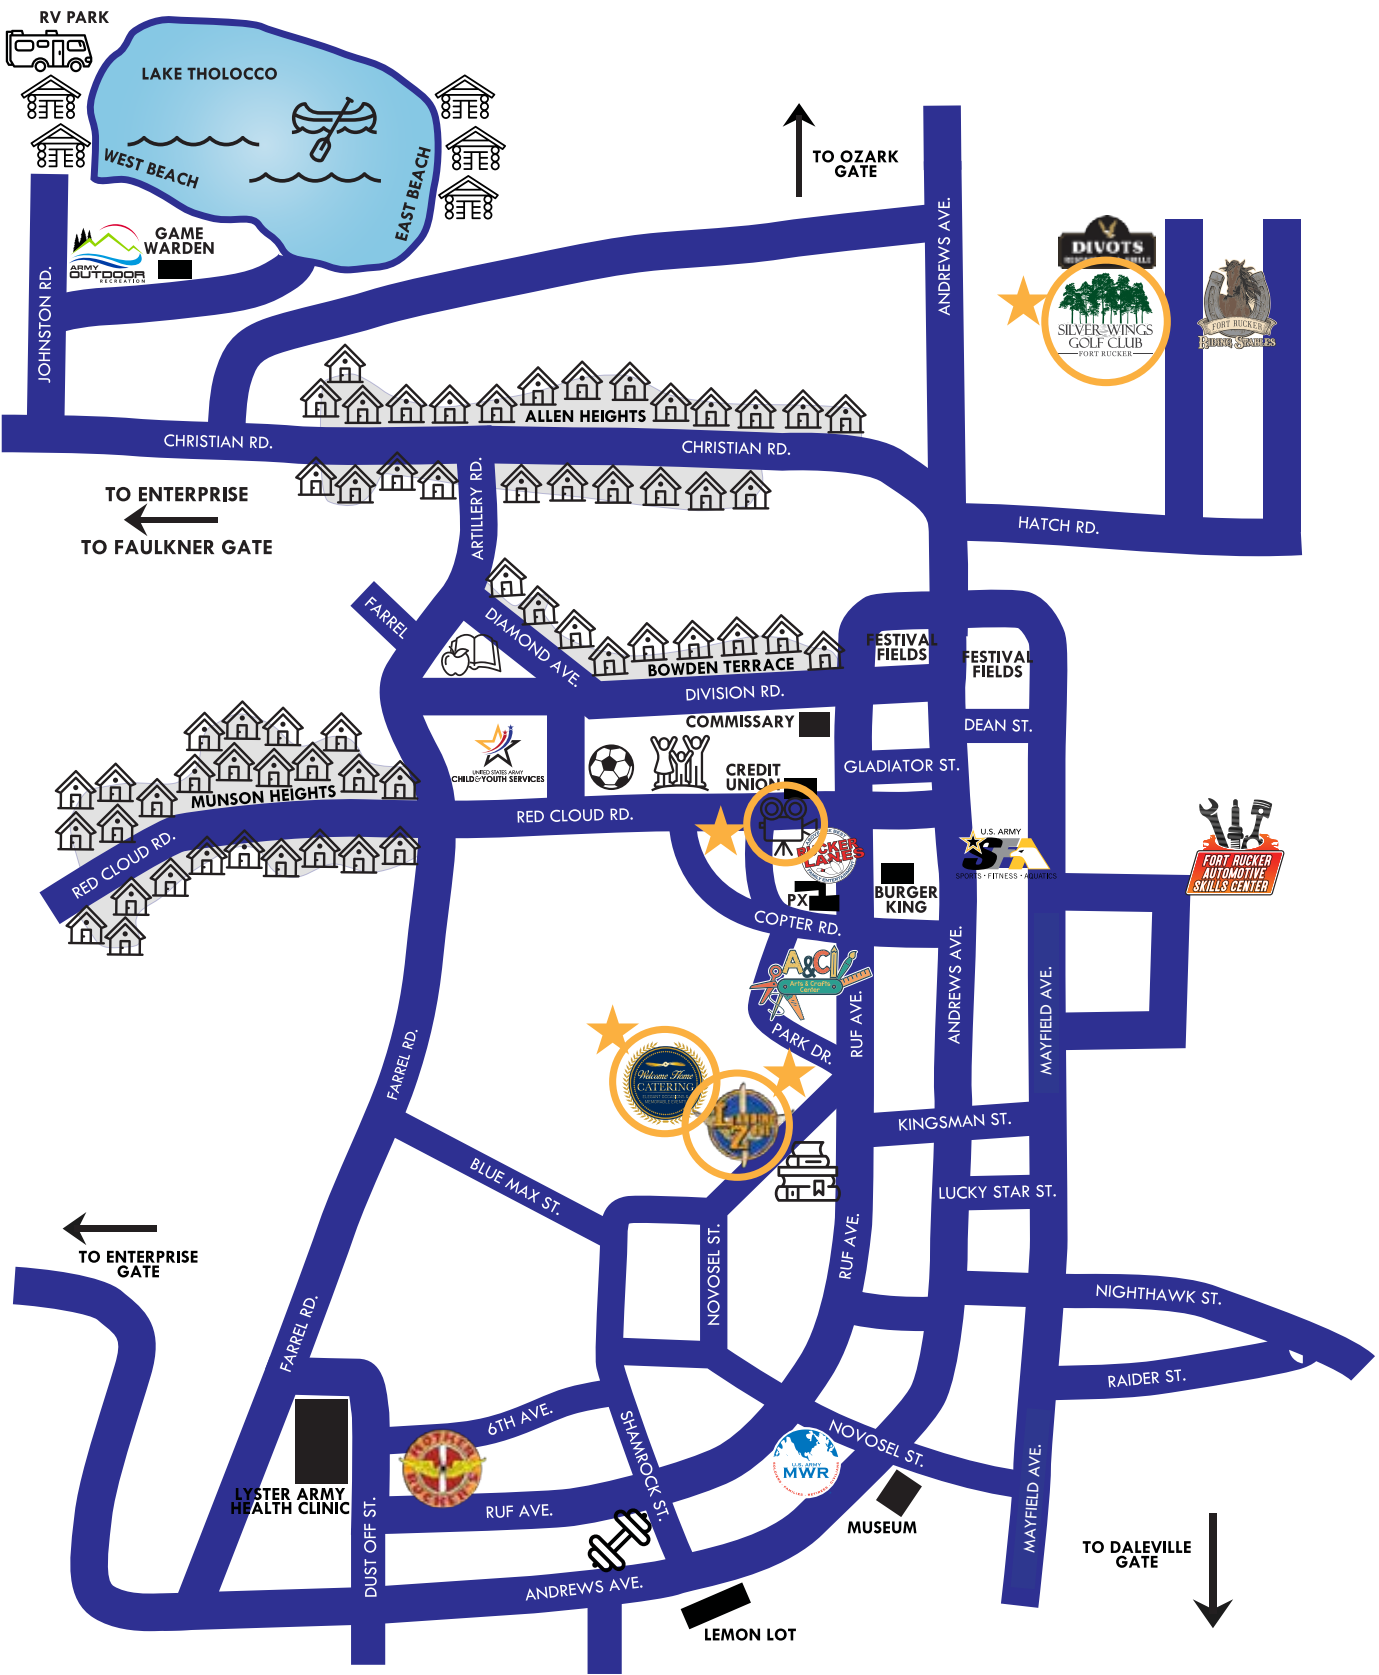 RV PARK
LAKE THOLOCCO
WEST BEACH
EAST BEACH
GAME
WARDEN
ARMY
OUTDOOR
RECREATION
JOHNSTON RD.
TO OZARK
GATE
ANDREWS AVE.
DIVOTS
SILVER WINGS
GOLF CLUB
FORT RUCKER
FORT RUCKER
RIDING STABLES
ALLEN HEIGHTS
CHRISTIAN RD.
CHRISTIAN RD.
TO ENTERPRISE
TO FAULKNER GATE
ARTILLERY RD.
HATCH RD.
FARREL
DIAMOND AVE.
BOWDEN TERRACE
FESTIVAL
FIELDS
FESTIVAL
FIELDS
DIVISION RD.
COMMISSARY
DEAN ST.
UNITED STATES ARMY
CHILD & YOUTH SERVICES
CREDIT
UNION
GLADIATOR ST.
MUNSON HEIGHTS
RED CLOUD RD.
RED CLOUD RD.
RUCKER
LANES
U.S. ARMY
SFA
SPORTS • FITNESS • AQUATICS
FORT RUCKER
AUTOMOTIVE
SKILLS CENTER
PX
BURGER
KING
COPTER RD.
A&C
Arts & Crafts
Center
ANDREWS AVE.
RUF AVE.
MAYFIELD AVE.
PARK DR.
FARREL RD.
Welcome Home
CATERING
LANDING
ZONE
KINGSMAN ST.
BLUE MAX ST.
LUCKY STAR ST.
TO ENTERPRISE
GATE
NOVOSEL ST.
RUF AVE.
NIGHTHAWK ST.
FARREL RD.
RAIDER ST.
6TH AVE.
SHAMROCK ST.
NOVOSEL ST.
MOTHER
RUCKERS
U.S. ARMY
MWR
LYSTER ARMY
HEALTH CLINIC
RUF AVE.
MUSEUM
MAYFIELD AVE.
TO DALEVILLE
GATE
DUST OFF ST.
ANDREWS AVE.
LEMON LOT